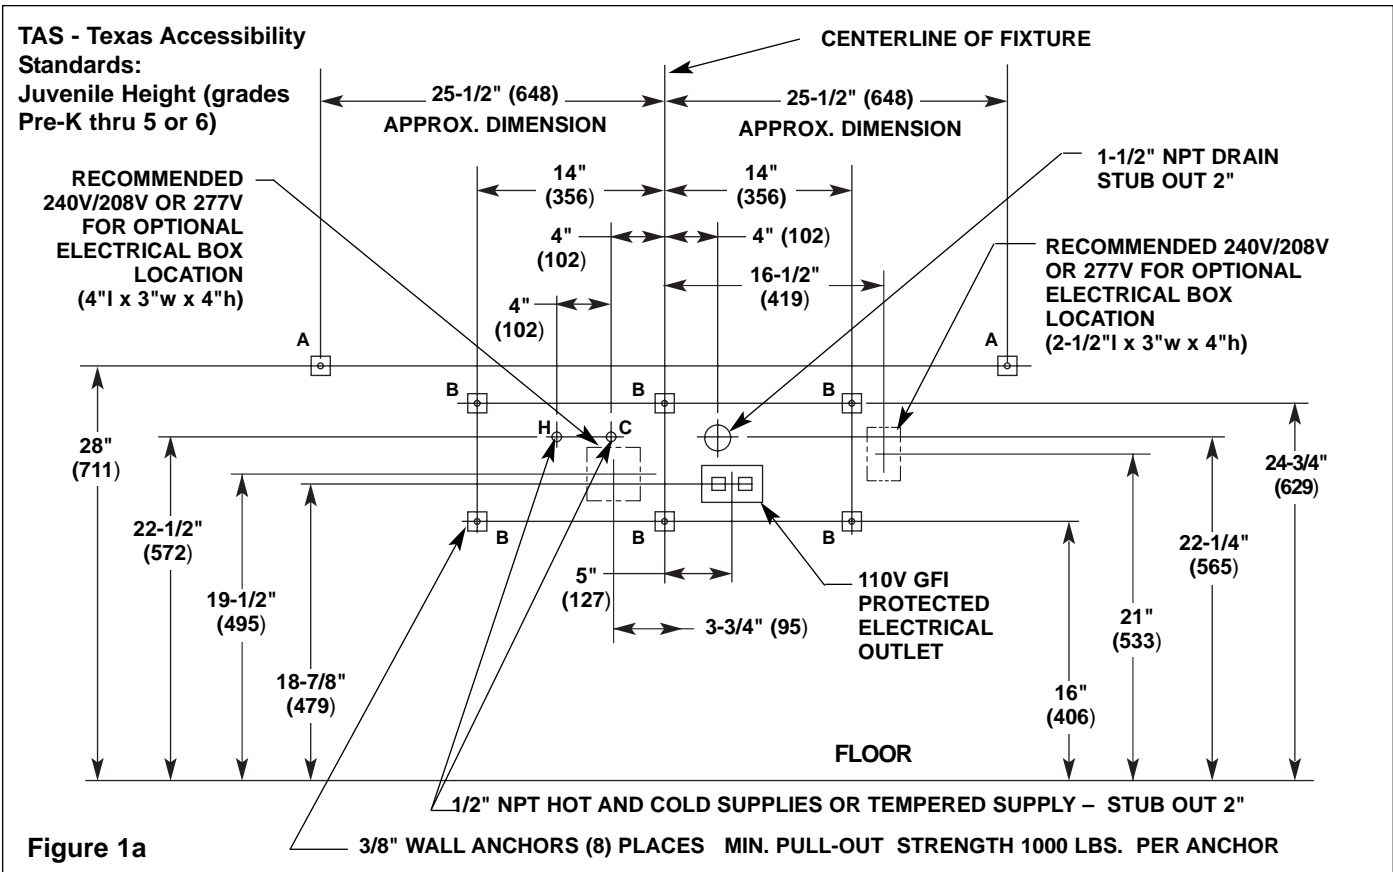 TAS - Texas Accessibility
Standards:
Juvenile Height (grades
Pre-K thru 5 or 6)
CENTERLINE OF FIXTURE
25-1/2" (648)
APPROX. DIMENSION
25-1/2" (648)
APPROX. DIMENSION
1-1/2" NPT DRAIN
STUB OUT 2"
RECOMMENDED
240V/208V OR 277V
FOR OPTIONAL
ELECTRICAL BOX
LOCATION
(4"l x 3"w x 4"h)
14"
(356)
14"
(356)
4"
(102)
4" (102)
16-1/2"
(419)
4"
(102)
RECOMMENDED 240V/208V
OR 277V FOR OPTIONAL
ELECTRICAL BOX
LOCATION
(2-1/2"l x 3"w x 4"h)
A
A
B
B
B
H
C
28"
(711)
22-1/2"
(572)
19-1/2"
(495)
18-7/8"
(479)
B
B
B
5"
(127)
3-3/4" (95)
110V GFI
PROTECTED
ELECTRICAL
OUTLET
24-3/4"
(629)
22-1/4"
(565)
21"
(533)
16"
(406)
FLOOR
1/2" NPT HOT AND COLD SUPPLIES OR TEMPERED SUPPLY – STUB OUT 2"
Figure 1a
3/8" WALL ANCHORS (8) PLACES MIN. PULL-OUT STRENGTH 1000 LBS. PER ANCHOR